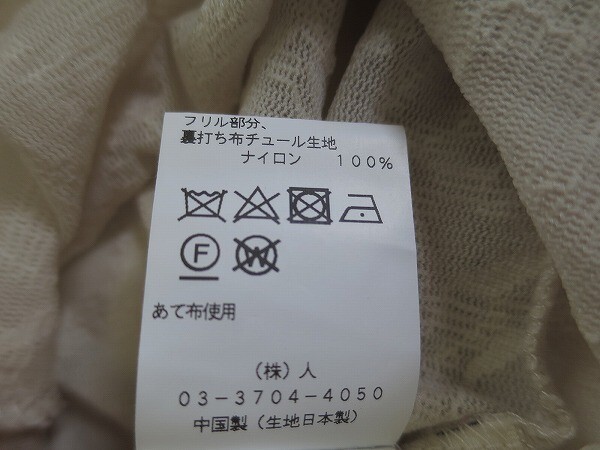 フリル部分、
裏打ち布チュール生地
ナイロン　100%
F W
あて布使用
(株)人
03-3704-4050
中国製(生地日本製)